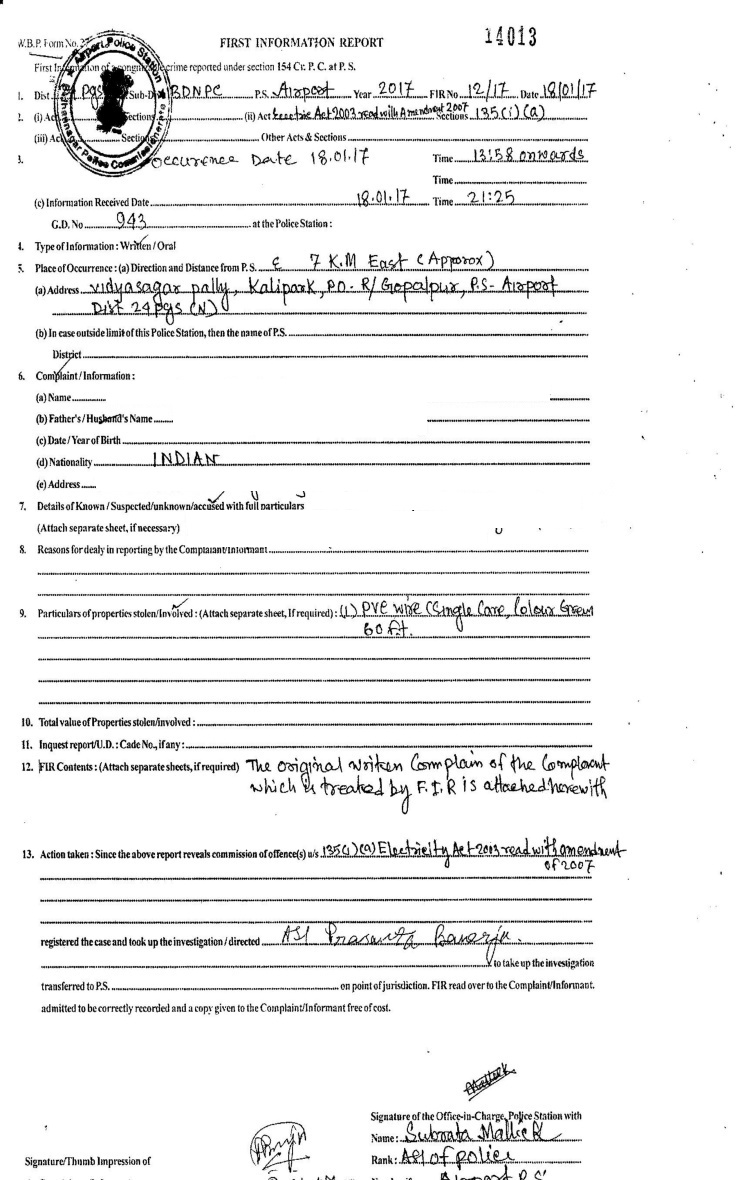 14013
W.B.P. Form No. 27
FIRST INFORMATION REPORT
First Information of a cognizable crime reported under section 154 Cr. P. C. at P. S.
1. Dist. Pgs Sub-Dv BDNPC P.S. Airport Year 2017 FIR No 12/17 Date 18/01/17
2. (i) Act Sections (ii) Act Electric Act 2003 read with Amendment 2007 Sections 135(i)(a)
(iii) Act Sections Other Acts & Sections
3. Occurrence Date 18.01.17 Time 13:58 onwards
Time
(c) Information Received Date 18.01.17 Time 21:25
G.D. No 943 at the Police Station :
4. Type of Information : Written / Oral
5. Place of Occurrence : (a) Direction and Distance from P. S. 7 K.M East (Approx)
(a) Address vidyasagar pally, Kalipark, P.O- R/Gopalpur, P.S- Airport
Dist 24 pgs (N)
(b) In case outside limit of this Police Station, then the name of P.S.
District
6. Complaint / Information :
(a) Name
(b) Father's / Husband's Name
(c) Date / Year of Birth
(d) Nationality INDIAN
(e) Address
7. Details of Known / Suspected/unknown/accused with full particulars
(Attach separate sheet, if necessary)
8. Reasons for dealy in reporting by the Complaiant/Informant
9. Particulars of properties stolen/Involved : (Attach separate sheet, If required) : (1) PVE wire (Single Core, Colour Green
60 ft.
10. Total value of Properties stolen/involved :
11. Inquest report/U.D. : Cade No., if any :
12. FIR Contents : (Attach separate sheets, if required) The original written Complain of the Complanent
which is treated by F.I.R is attached herewith
13. Action taken : Since the above report reveals commission of offence(s) u/s 135(1)(a) Electricity Act 2003 read with amendment
of 2007
registered the case and took up the investigation / directed ASI Prasanta Banerjee.
to take up the investigation
transferred to P.S. on point of jurisdiction. FIR read over to the Complaint/Informant.
admitted to be correctly recorded and a copy given to the Complaint/Informant free of cost.
Signature of the Office-in-Charge, Police Station with
Name : Subrata Mallick
Signature/Thumb Impression of
Rank : ASI of police
Airport P.S.